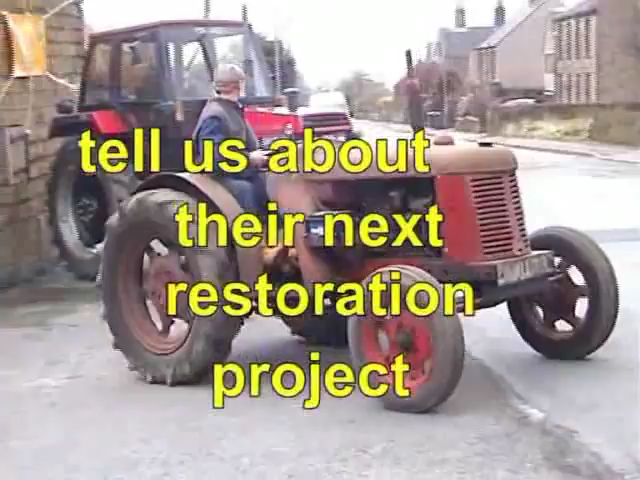 tell us about
their next
restoration
project